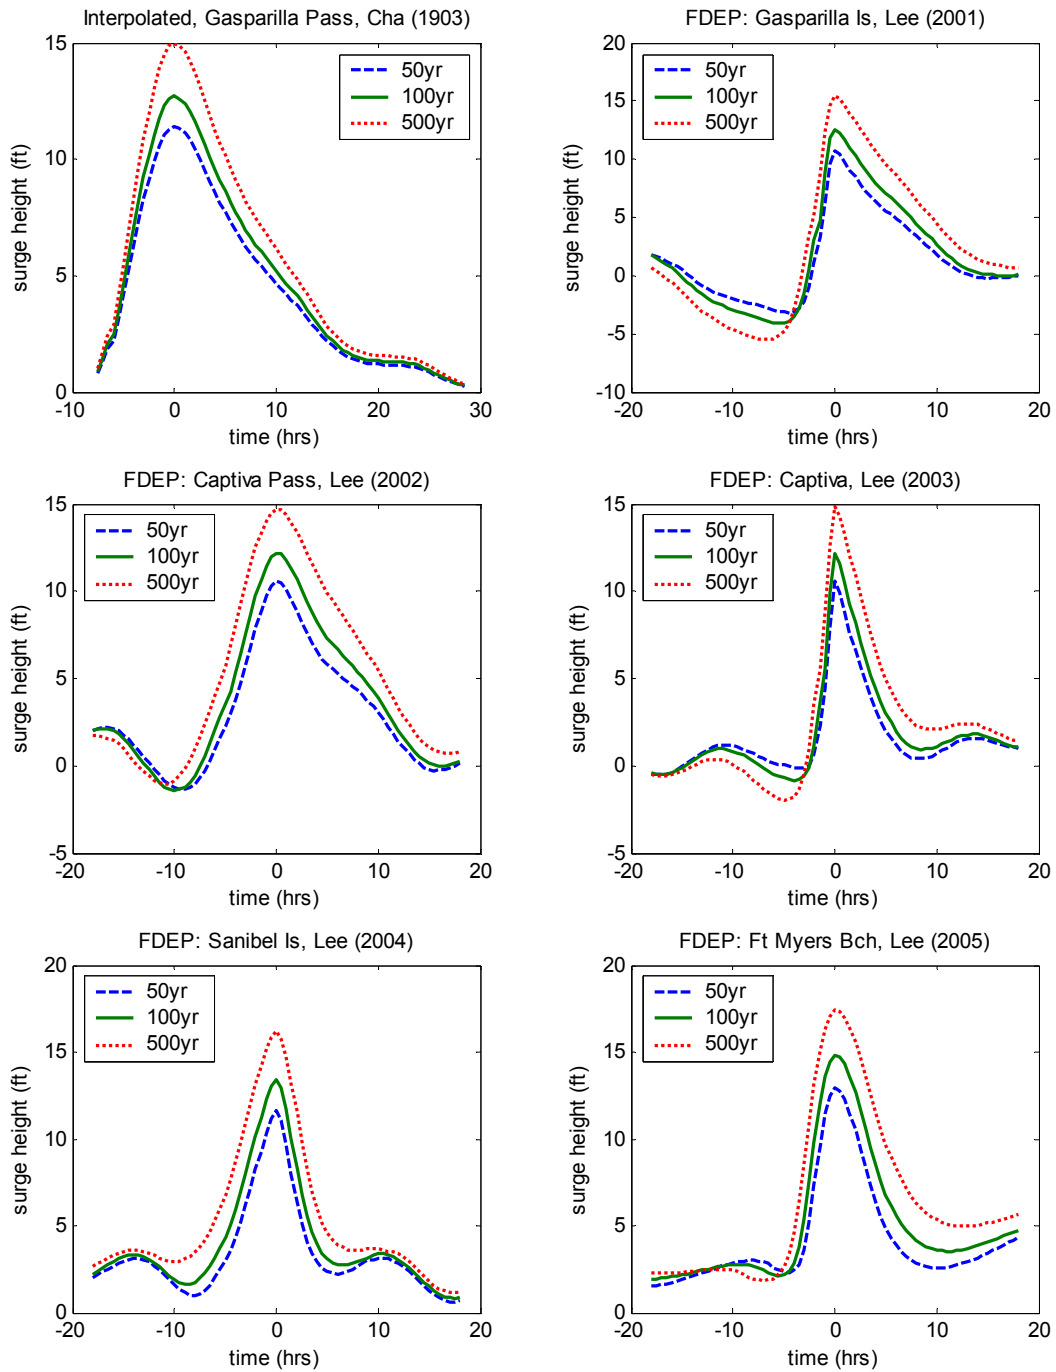 Interpolated, Gasparilla Pass, Cha (1903)
15
10
5
0
-10
0
10
20
30
surge height (ft)
time (hrs)
50yr
100yr
500yr
FDEP: Gasparilla Is, Lee (2001)
20
15
10
5
0
-5
-10
-20
-10
0
10
20
surge height (ft)
time (hrs)
50yr
100yr
500yr
FDEP: Captiva Pass, Lee (2002)
15
10
5
0
-5
-20
-10
0
10
20
surge height (ft)
time (hrs)
50yr
100yr
500yr
FDEP: Captiva, Lee (2003)
15
10
5
0
-5
-20
-10
0
10
20
surge height (ft)
time (hrs)
50yr
100yr
500yr
FDEP: Sanibel Is, Lee (2004)
20
15
10
5
0
-20
-10
0
10
20
surge height (ft)
time (hrs)
50yr
100yr
500yr
FDEP: Ft Myers Bch, Lee (2005)
20
15
10
5
0
-20
-10
0
10
20
surge height (ft)
time (hrs)
50yr
100yr
500yr